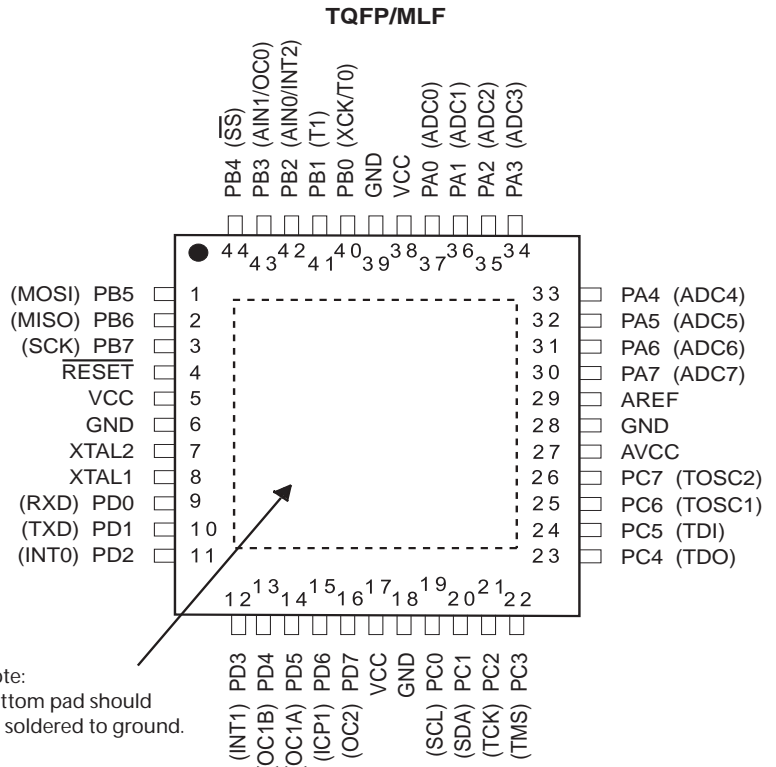 TQFP/MLF
PB4 (SS)
PB3 (AIN1/OC0)
PB2 (AIN0/INT2)
PB1 (T1)
PB0 (XCK/T0)
GND
VCC
PA0 (ADC0)
PA1 (ADC1)
PA2 (ADC2)
PA3 (ADC3)
44 43 42 41 40 39 38 37 36 35 34
(MOSI) PB5 1
(MISO) PB6 2
(SCK) PB7 3
RESET 4
VCC 5
GND 6
XTAL2 7
XTAL1 8
(RXD) PD0 9
(TXD) PD1 10
(INT0) PD2 11
33 PA4 (ADC4)
32 PA5 (ADC5)
31 PA6 (ADC6)
30 PA7 (ADC7)
29 AREF
28 GND
27 AVCC
26 PC7 (TOSC2)
25 PC6 (TOSC1)
24 PC5 (TDI)
23 PC4 (TDO)
12 13 14 15 16 17 18 19 20 21 22
(INT1) PD3
OC1B) PD4
OC1A) PD5
(ICP1) PD6
(OC2) PD7
VCC
GND
(SCL) PC0
(SDA) PC1
(TCK) PC2
(TMS) PC3
ote:
ttom pad should
soldered to ground.